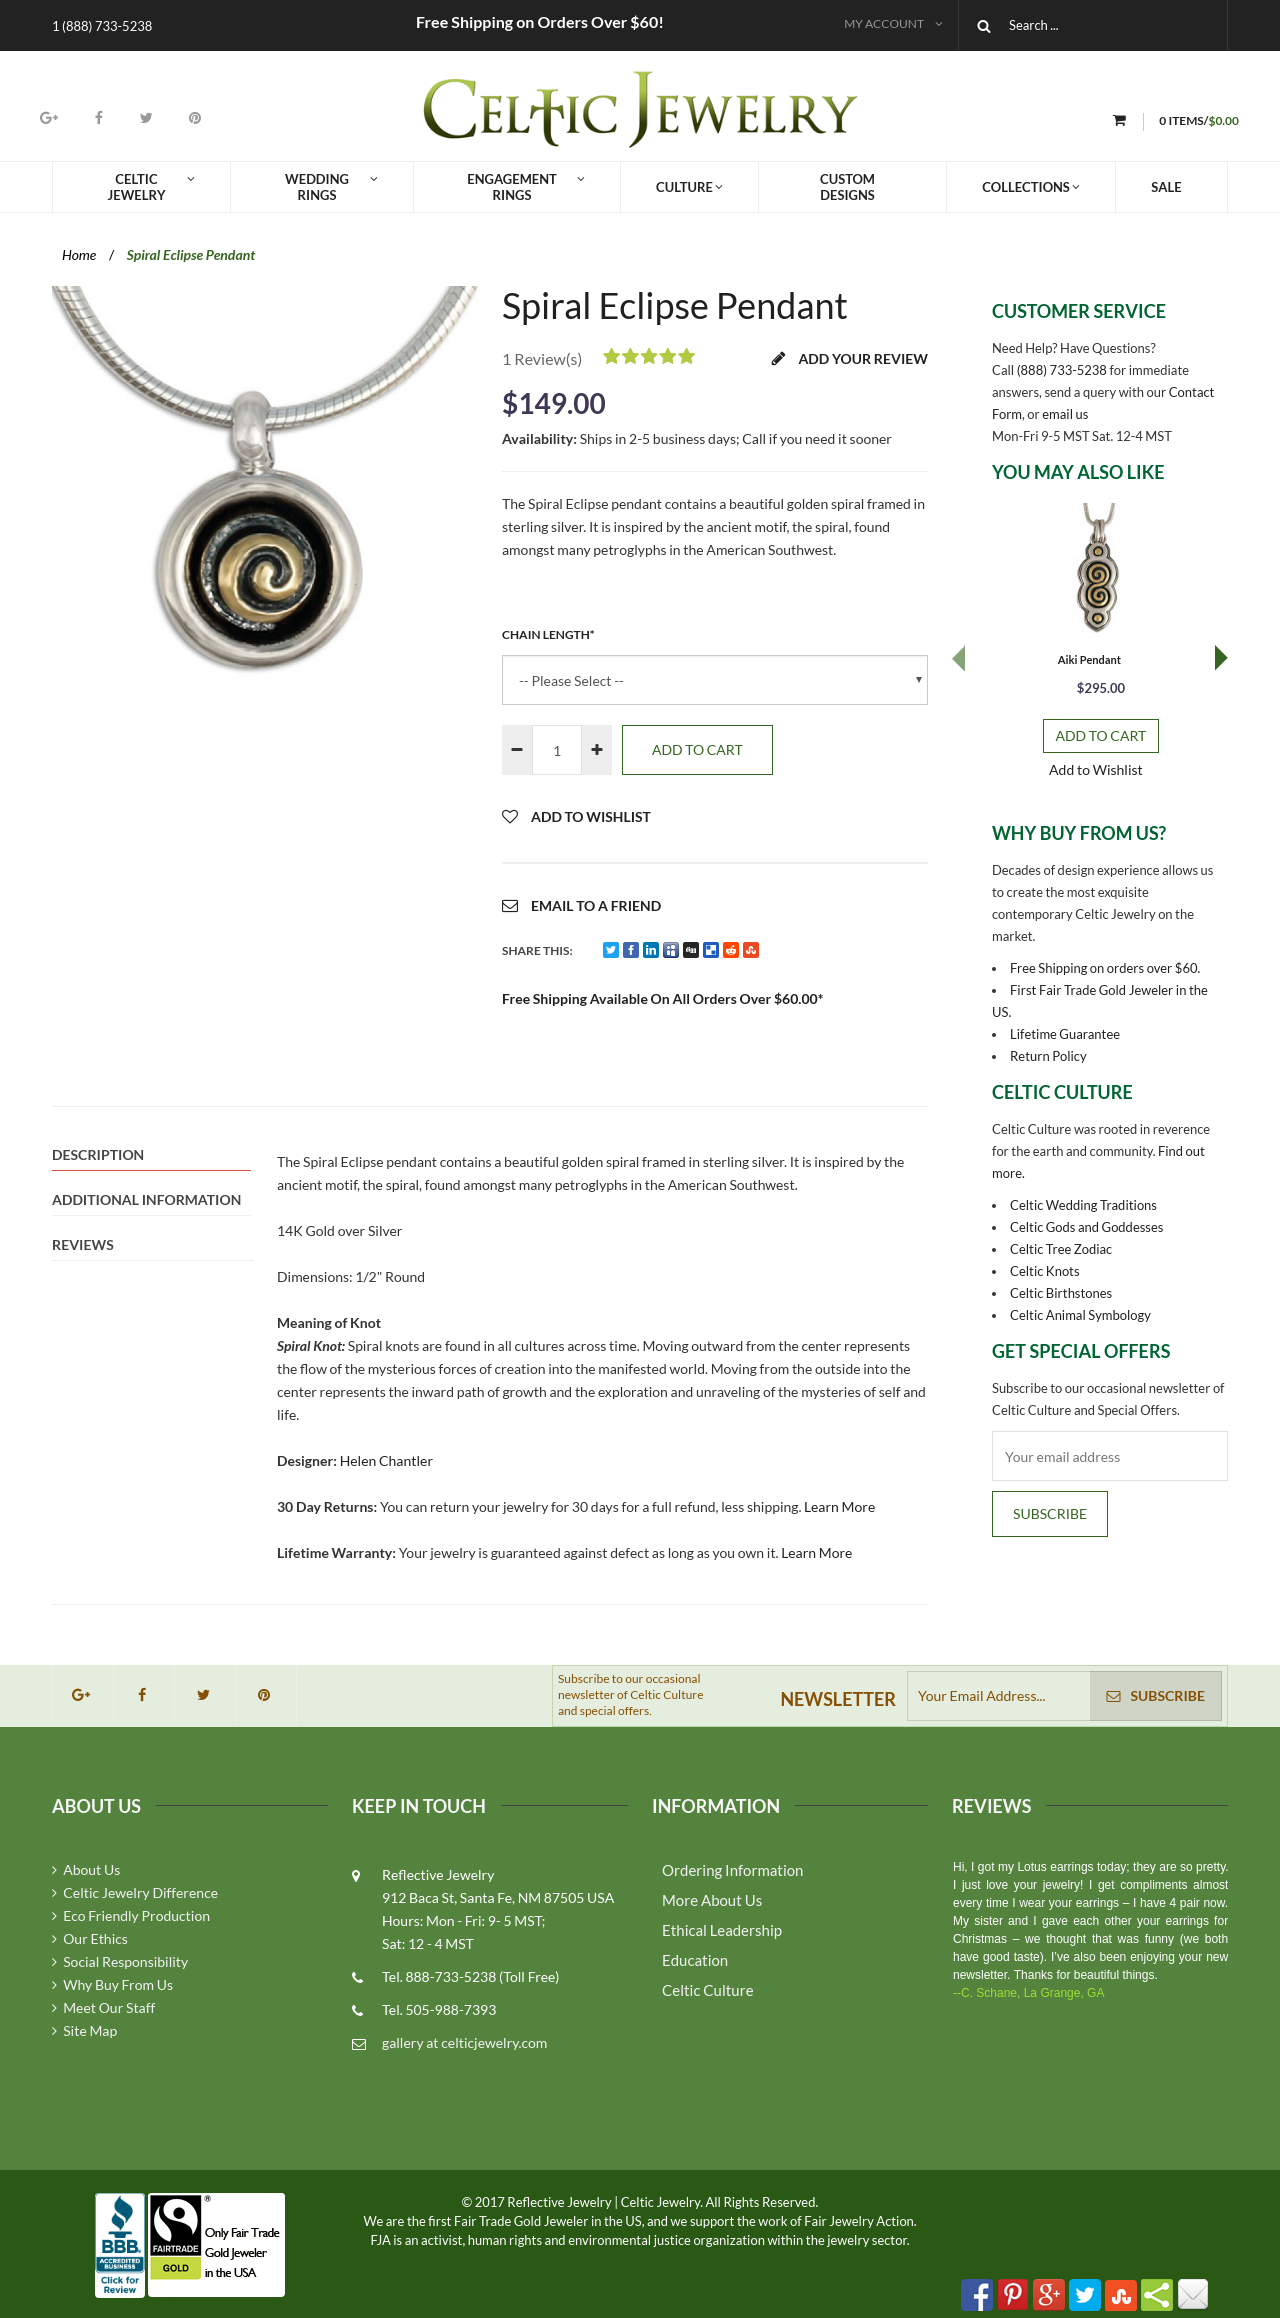 1 (888) 733-5238
Free Shipping on Orders Over $60!
MY ACCOUNT
Search ...
CELTIC JEWELRY
0 ITEMS/$0.00
CELTIC
JEWELRY
WEDDING
RINGS
ENGAGEMENT
RINGS
CULTURE
CUSTOM
DESIGNS
COLLECTIONS
SALE
Home / Spiral Eclipse Pendant
Spiral Eclipse Pendant
1 Review(s)
ADD YOUR REVIEW
$149.00
Availability: Ships in 2-5 business days; Call if you need it sooner
The Spiral Eclipse pendant contains a beautiful golden spiral framed in
sterling silver. It is inspired by the ancient motif, the spiral, found
amongst many petroglyphs in the American Southwest.
CHAIN LENGTH*
-- Please Select --
1
ADD TO CART
ADD TO WISHLIST
EMAIL TO A FRIEND
SHARE THIS:
Free Shipping Available On All Orders Over $60.00*
CUSTOMER SERVICE
Need Help? Have Questions?
Call (888) 733-5238 for immediate
answers, send a query with our Contact
Form, or email us
Mon-Fri 9-5 MST Sat. 12-4 MST
YOU MAY ALSO LIKE
Aiki Pendant
$295.00
ADD TO CART
Add to Wishlist
WHY BUY FROM US?
Decades of design experience allows us
to create the most exquisite
contemporary Celtic Jewelry on the
market.
• Free Shipping on orders over $60.
• First Fair Trade Gold Jeweler in the
US.
• Lifetime Guarantee
• Return Policy
CELTIC CULTURE
Celtic Culture was rooted in reverence
for the earth and community. Find out
more.
• Celtic Wedding Traditions
• Celtic Gods and Goddesses
• Celtic Tree Zodiac
• Celtic Knots
• Celtic Birthstones
• Celtic Animal Symbology
GET SPECIAL OFFERS
Subscribe to our occasional newsletter of
Celtic Culture and Special Offers.
Your email address
SUBSCRIBE
DESCRIPTION
ADDITIONAL INFORMATION
REVIEWS
The Spiral Eclipse pendant contains a beautiful golden spiral framed in sterling silver. It is inspired by the
ancient motif, the spiral, found amongst many petroglyphs in the American Southwest.
14K Gold over Silver
Dimensions: 1/2" Round
Meaning of Knot
Spiral Knot: Spiral knots are found in all cultures across time. Moving outward from the center represents
the flow of the mysterious forces of creation into the manifested world. Moving from the outside into the
center represents the inward path of growth and the exploration and unraveling of the mysteries of self and
life.
Designer: Helen Chantler
30 Day Returns: You can return your jewelry for 30 days for a full refund, less shipping. Learn More
Lifetime Warranty: Your jewelry is guaranteed against defect as long as you own it. Learn More
Subscribe to our occasional
newsletter of Celtic Culture
and special offers.
NEWSLETTER
Your Email Address...
SUBSCRIBE
ABOUT US
About Us
Celtic Jewelry Difference
Eco Friendly Production
Our Ethics
Social Responsibility
Why Buy From Us
Meet Our Staff
Site Map
KEEP IN TOUCH
Reflective Jewelry
912 Baca St, Santa Fe, NM 87505 USA
Hours: Mon - Fri: 9- 5 MST;
Sat: 12 - 4 MST
Tel. 888-733-5238 (Toll Free)
Tel. 505-988-7393
gallery at celticjewelry.com
INFORMATION
Ordering Information
More About Us
Ethical Leadership
Education
Celtic Culture
REVIEWS
Hi, I got my Lotus earrings today; they are so pretty.
I just love your jewelry! I get compliments almost
every time I wear your earrings – I have 4 pair now.
My sister and I gave each other your earrings for
Christmas – we thought that was funny (we both
have good taste). I've also been enjoying your new
newsletter. Thanks for beautiful things.
--C. Schane, La Grange, GA
BBB
ACCREDITED
BUSINESS
Click for
Review
FAIRTRADE
GOLD
®
Only Fair Trade
Gold Jeweler
in the USA
© 2017 Reflective Jewelry | Celtic Jewelry. All Rights Reserved.
We are the first Fair Trade Gold Jeweler in the US, and we support the work of Fair Jewelry Action.
FJA is an activist, human rights and environmental justice organization within the jewelry sector.